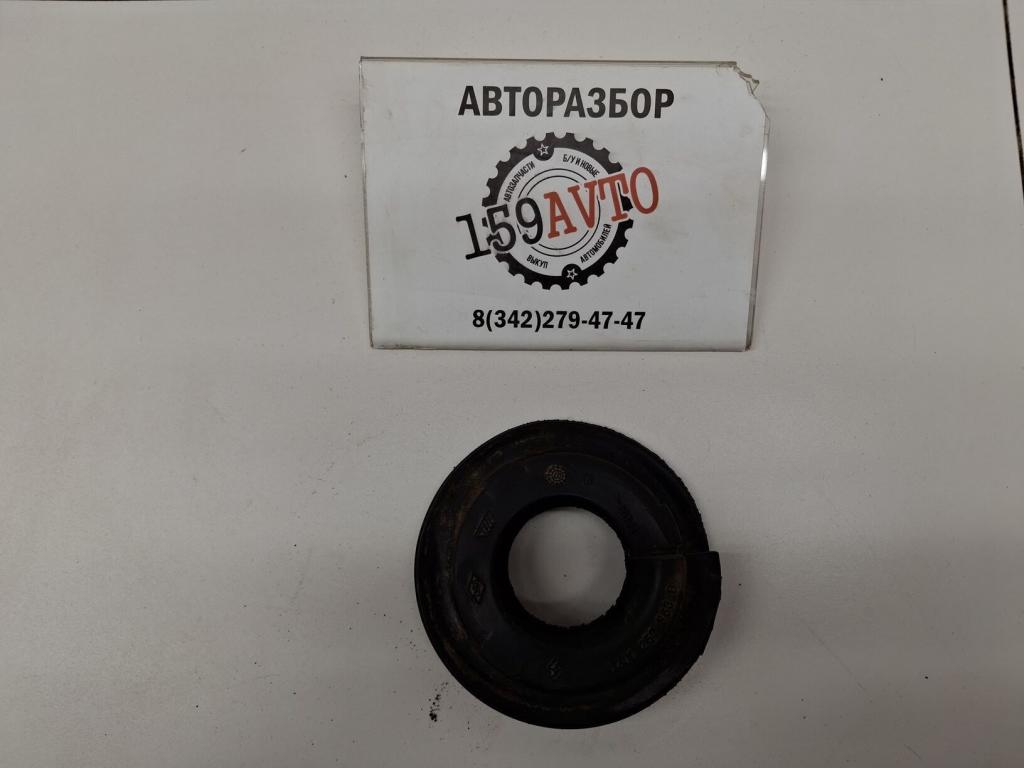 АВТОРАЗБОР
АВТОЗАПЧАСТИ
Б/У И НОВЫЕ
159AVTO
ВЫКУП
АВТОМОБИЛЕЙ
8(342)279-47-47